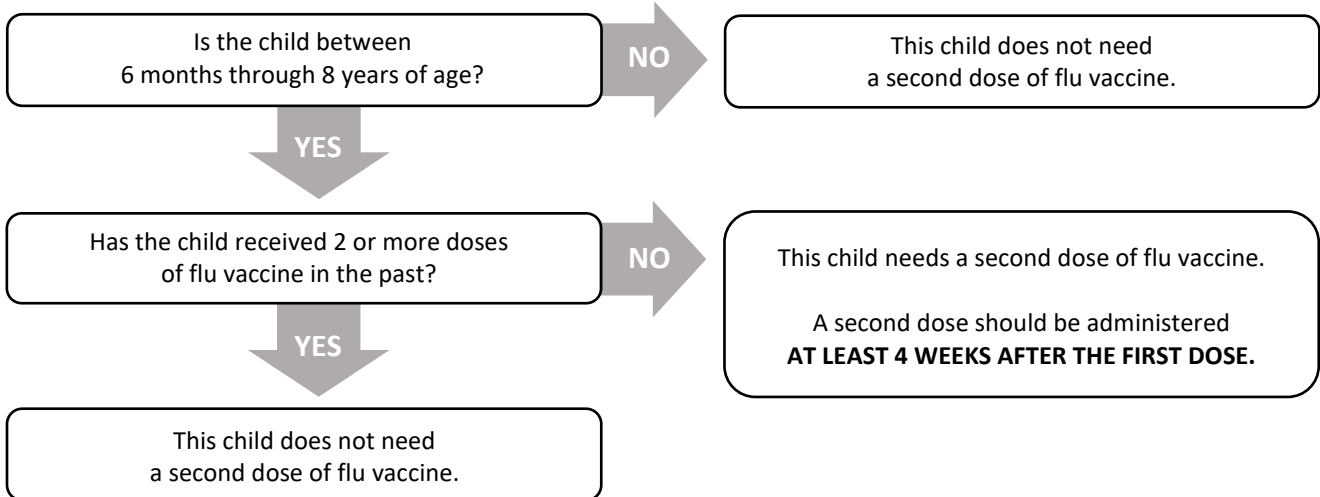 Is the child between
6 months through 8 years of age?
NO
This child does not need
a second dose of flu vaccine.
YES
Has the child received 2 or more doses
of flu vaccine in the past?
NO
This child needs a second dose of flu vaccine.
A second dose should be administered
AT LEAST 4 WEEKS AFTER THE FIRST DOSE.
YES
This child does not need
a second dose of flu vaccine.